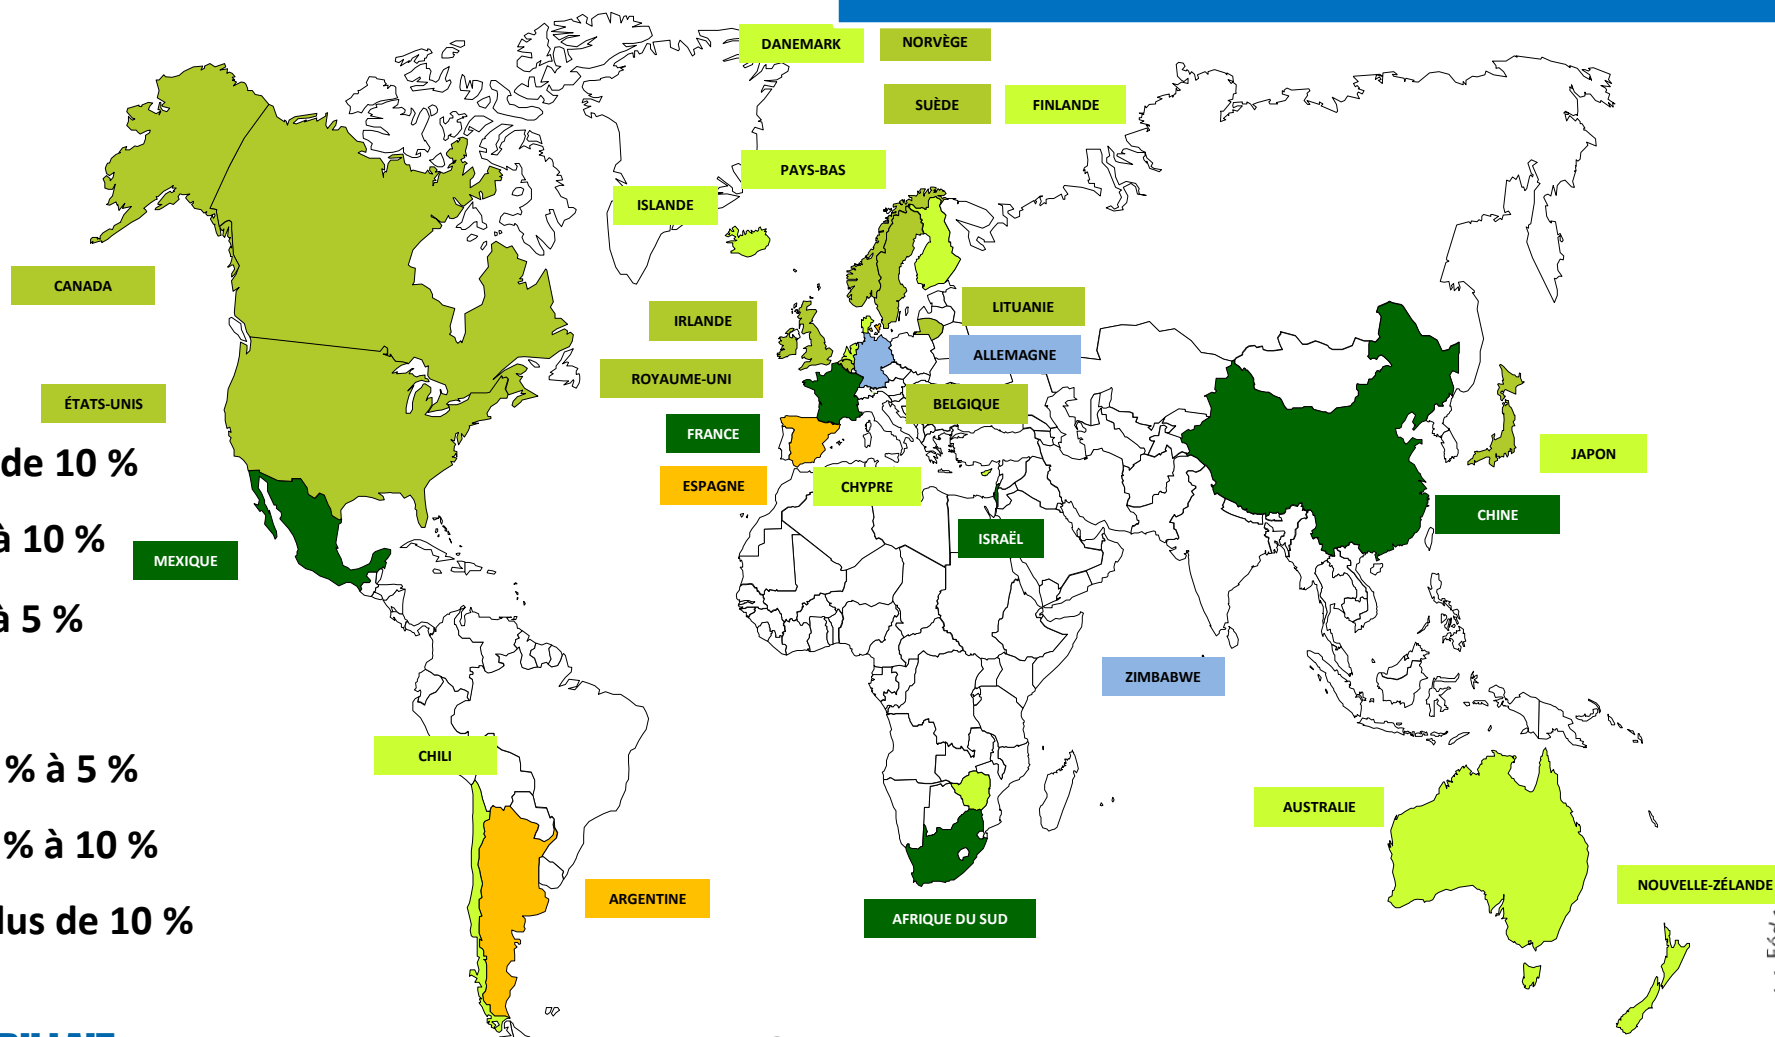 DANEMARK
NORVÈGE
SUÈDE
FINLANDE
PAYS-BAS
ISLANDE
CANADA
LITUANIE
IRLANDE
ALLEMAGNE
ROYAUME-UNI
ÉTATS-UNIS
BELGIQUE
FRANCE
de 10 %
JAPON
ESPAGNE
CHYPRE
CHINE
à 10 %
ISRAËL
MEXIQUE
à 5 %
ZIMBABWE
CHILI
% à 5 %
AUSTRALIE
% à 10 %
NOUVELLE-ZÉLANDE
ARGENTINE
AFRIQUE DU SUD
lus de 10 %